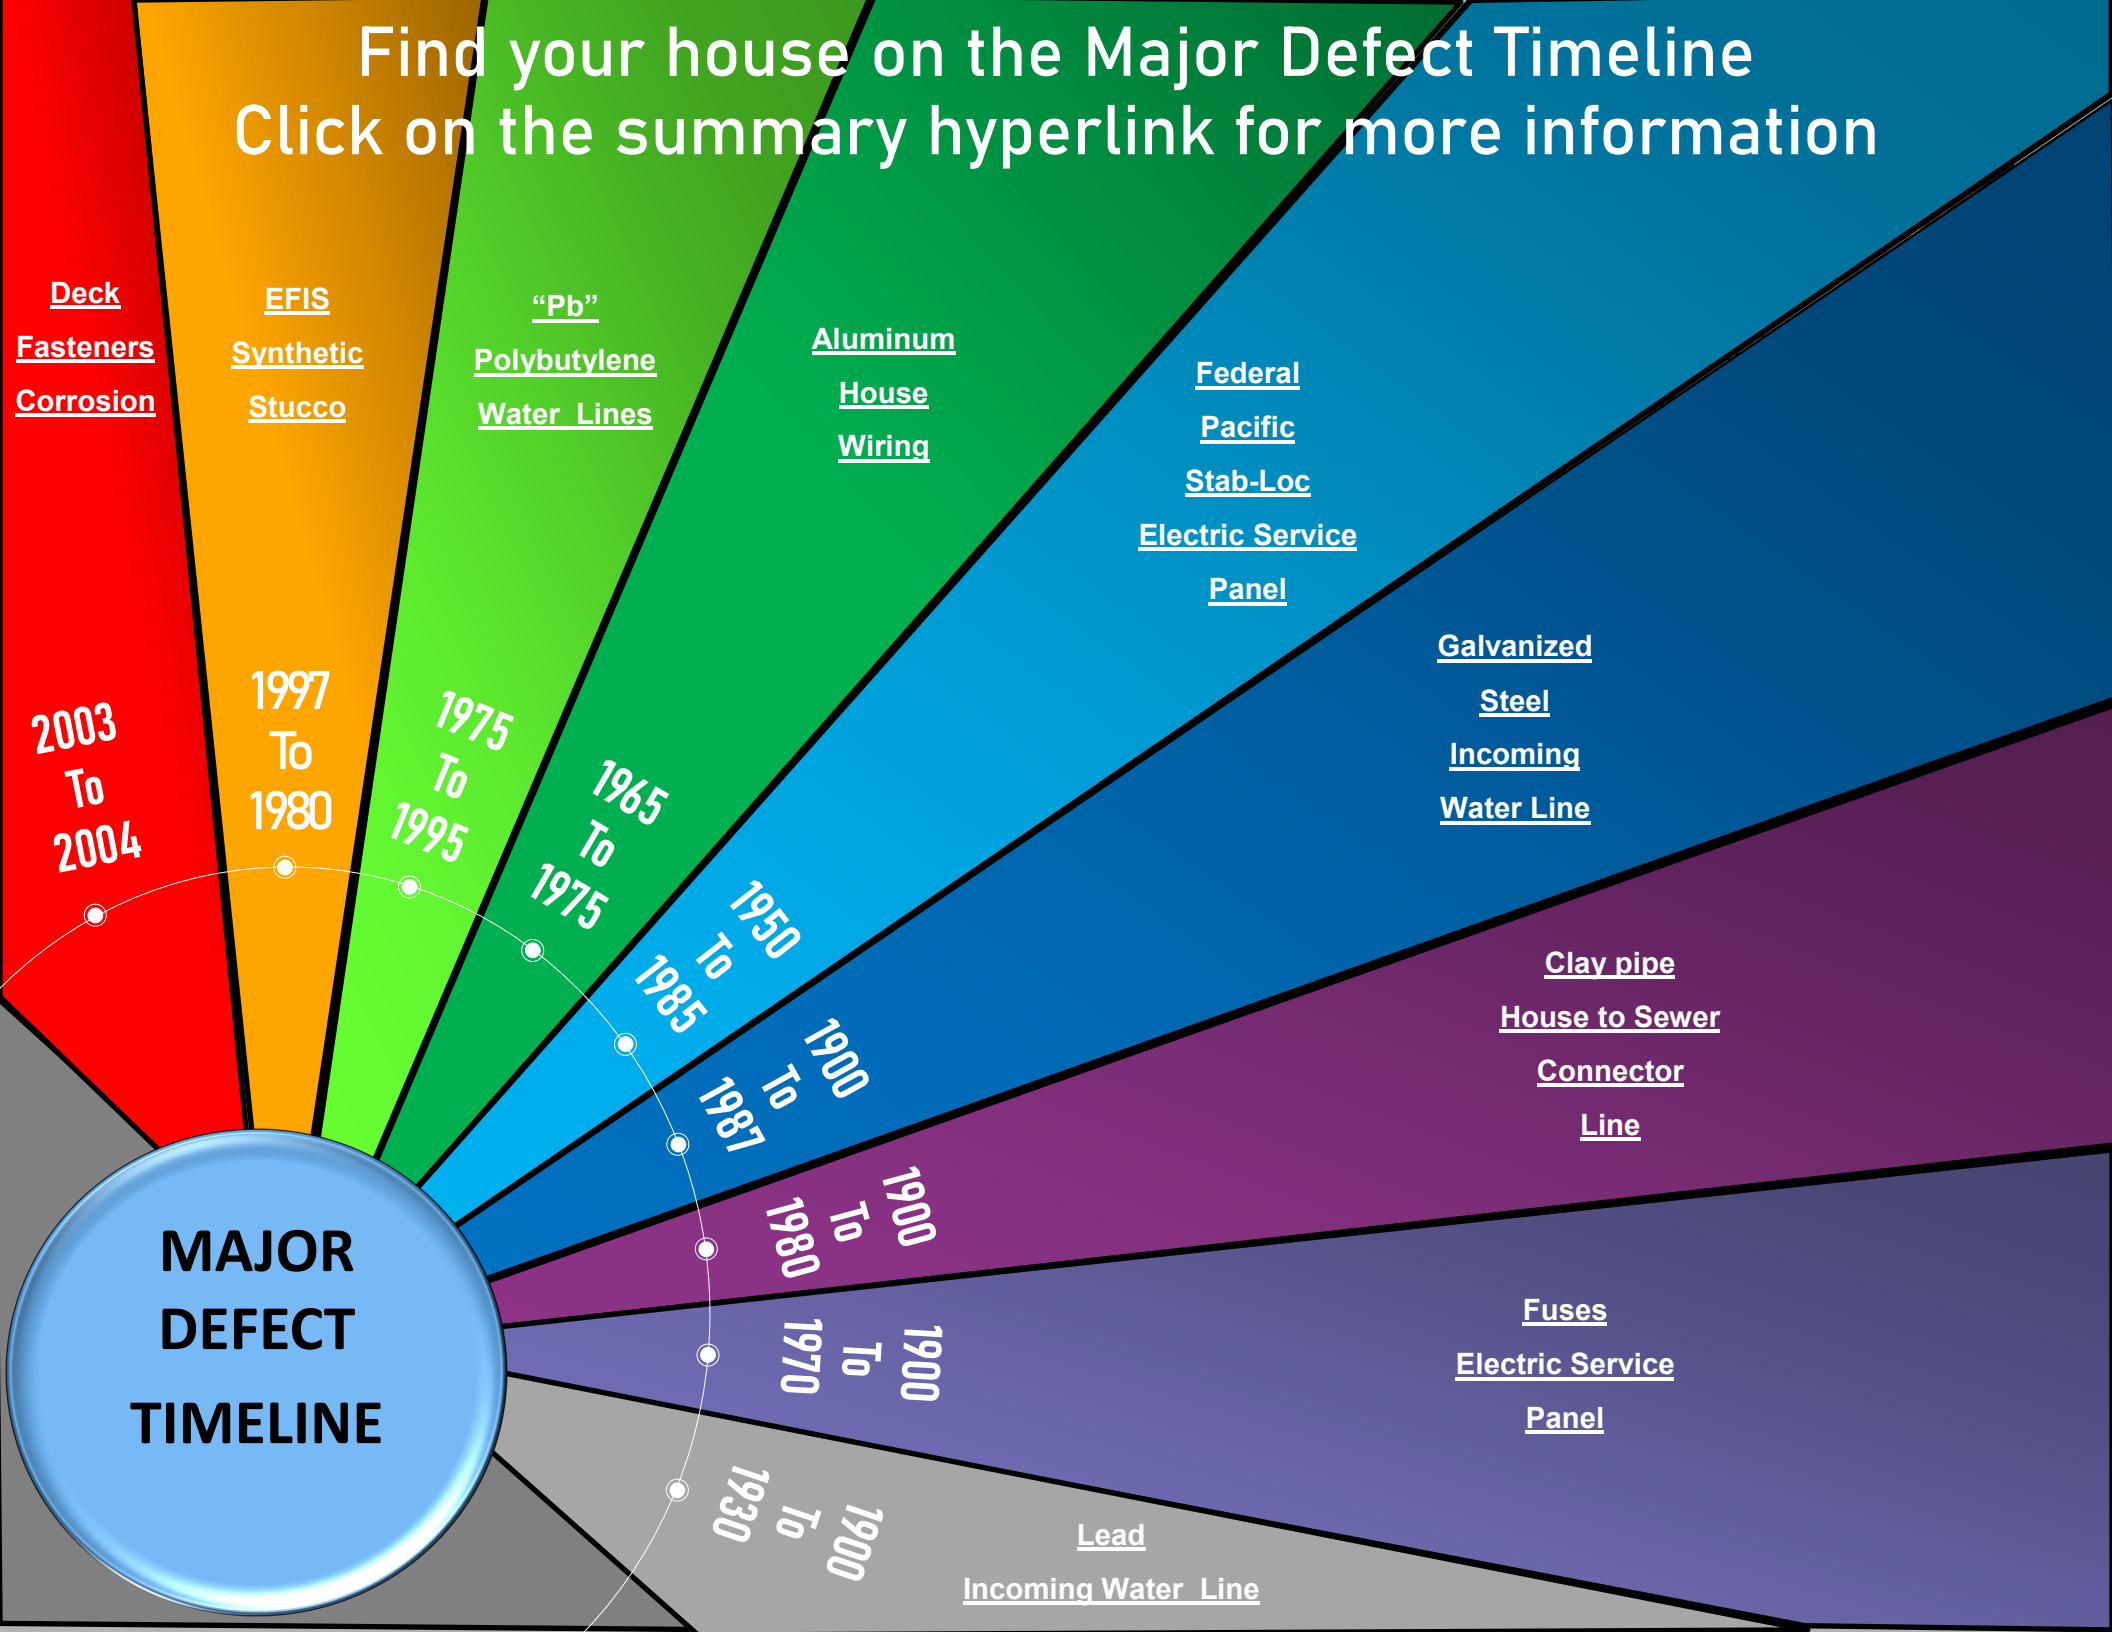 Find your house on the Major Defect Timeline
Click on the summary hyperlink for more information
Deck
Fasteners
Corrosion
2003
To
2004
EFIS
Synthetic
Stucco
1997
To
1980
“Pb”
Polybutylene
Water Lines
1975
To
1995
Aluminum
House
Wiring
1965
To
1975
Federal
Pacific
Stab-Loc
Electric Service
Panel
1950
To
1985
Galvanized
Steel
Incoming
Water Line
1900
To
1987
Clay pipe
House to Sewer
Connector
Line
1900
To
1980
Fuses
Electric Service
Panel
1900
To
1970
Lead
Incoming Water Line
1900
To
1930
MAJOR
DEFECT
TIMELINE